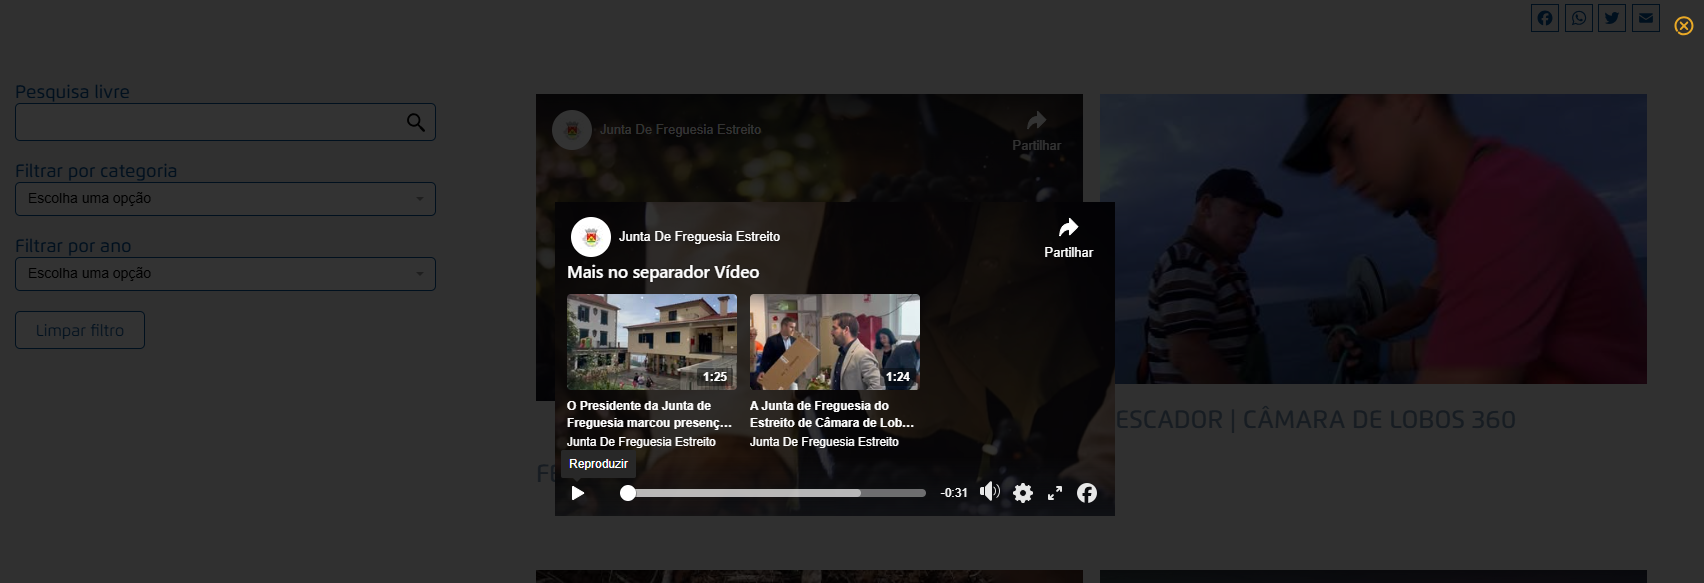 Pesquisa livre
Filtrar por categoria
Escolha uma opção
Filtrar por ano
Escolha uma opção
Limpar filtro
Junta De Freguesia Estreito
Partilhar
Junta De Freguesia Estreito
Partilhar
Mais no separador Vídeo
1:25
1:24
O Presidente da Junta de
Freguesia marcou presenç...
Junta De Freguesia Estreito
A Junta de Freguesia do
Estreito de Câmara de Lob...
Junta De Freguesia Estreito
Reproduzir
-0:31
ESCADOR | CÂMARA DE LOBOS 360